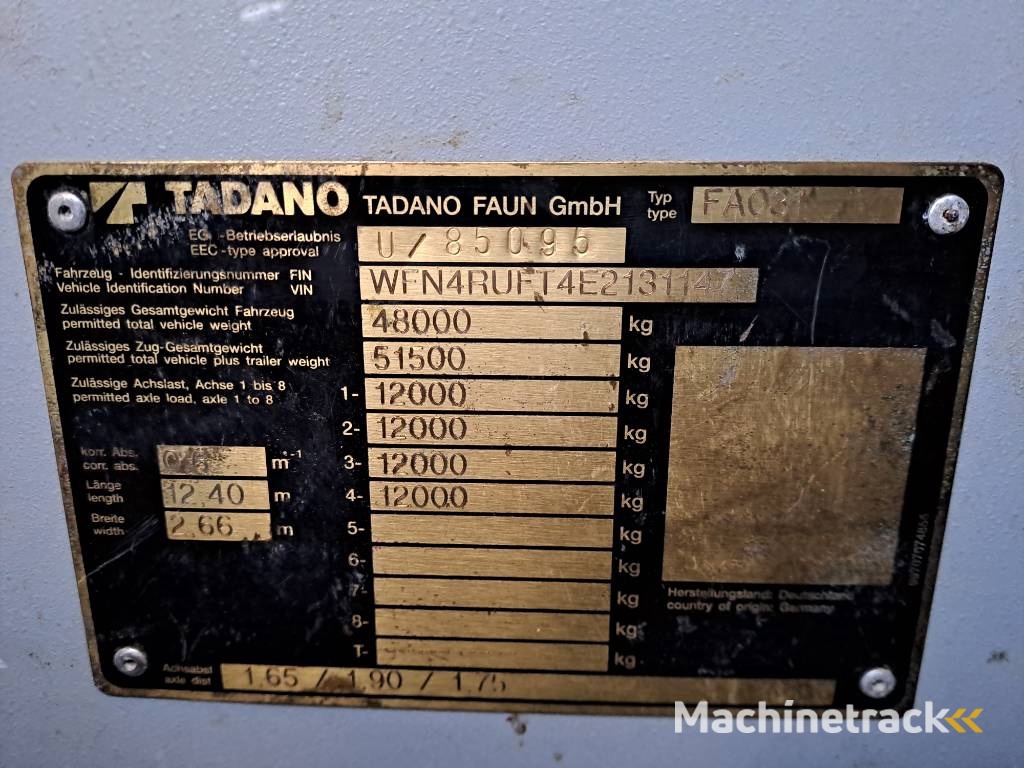 TADANO TADANO FAUN GmbH
Typ
type
EG -Betriebserlaubnis
EEC-type approval
U/85095
Fahrzeug - Identifizierungsnummer FIN
Vehicle Identification Number VIN
WFN4RUFT4E2131147
Zulässiges Gesamtgewicht Fahrzeug
permitted total vehicle weight
48000 kg
Zulässiges Zug-Gesamtgewicht
permitted total vehicle plus trailer weight
51500 kg
Zulässige Achslast, Achse 1 bis 8
permitted axle load, axle 1 to 8
1- 12000 kg
2- 12000 kg
3- 12000 kg
4- 12000 kg
5- kg
6- kg
7- kg
8- kg
T- kg
korr. Abs.
corr. abs.
m-1
Länge
length
12.40 m
Breite
width
2.66 m
Herstellungsland: Deutschland
country of origin: Germany
Achsabst
axle dist
1.65 / 1.90 / 1.75
Machinetrack